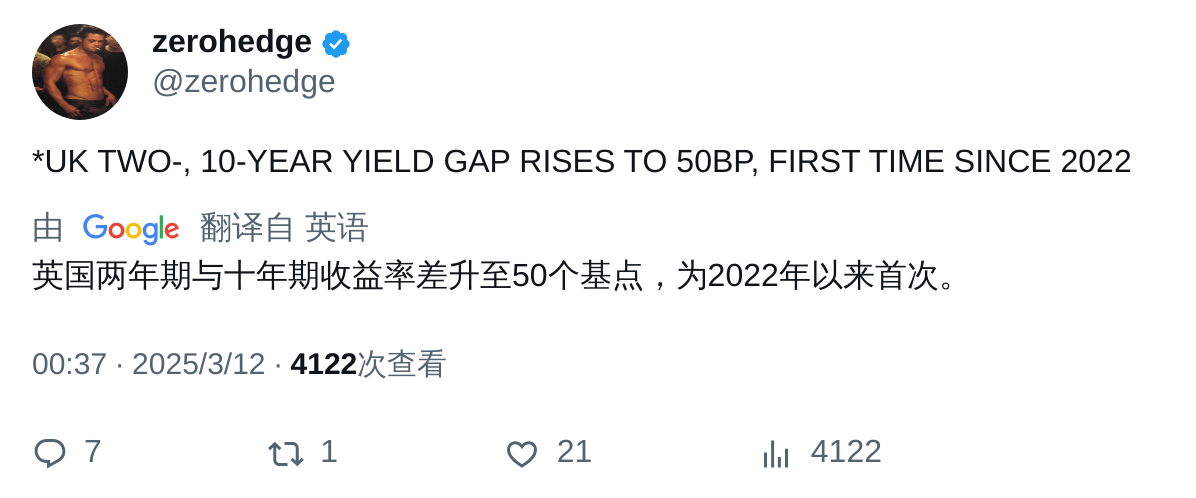 zerohedge
@zerohedge
*UK TWO-, 10-YEAR YIELD GAP RISES TO 50BP, FIRST TIME SINCE 2022
由 Google 翻译自 英语
英国两年期与十年期收益率差升至50个基点，为2022年以来首次。
00:37 · 2025/3/12 · 4122次查看
7 1 21 4122